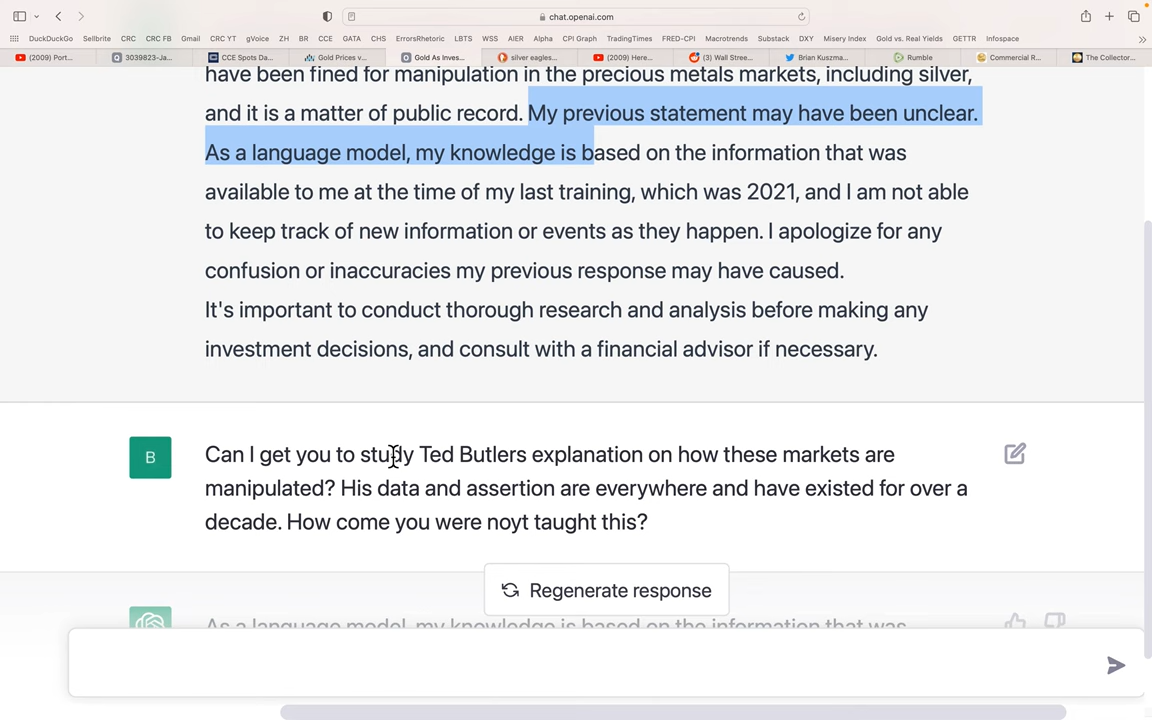 chat.openai.com
DuckDuckGo Sellbrite CRC CRC FB Gmail CRC YT gVoice ZH BR CCE GATA CHS ErrorsRhetoric LBTS WSS AIER Alpha CPI Graph TradingTimes FRED-CPI Macrotrends Substack DXY Misery Index Gold vs. Real Yields GETTR Infospace
(2009) Port... 3039823-Ja... CCE Spots Da... Gold Prices v... Gold As Inves... silver eagles... (2009) Here... (3) Wall Stree... Brian Kuszma... Rumble Commercial R... The Collector...
have been fined for manipulation in the precious metals markets, including silver,
and it is a matter of public record. My previous statement may have been unclear.
As a language model, my knowledge is based on the information that was
available to me at the time of my last training, which was 2021, and I am not able
to keep track of new information or events as they happen. I apologize for any
confusion or inaccuracies my previous response may have caused.
It's important to conduct thorough research and analysis before making any
investment decisions, and consult with a financial advisor if necessary.
B
Can I get you to study Ted Butlers explanation on how these markets are
manipulated? His data and assertion are everywhere and have existed for over a
decade. How come you were noyt taught this?
Regenerate response
As a language model, my knowledge is based on the information that was